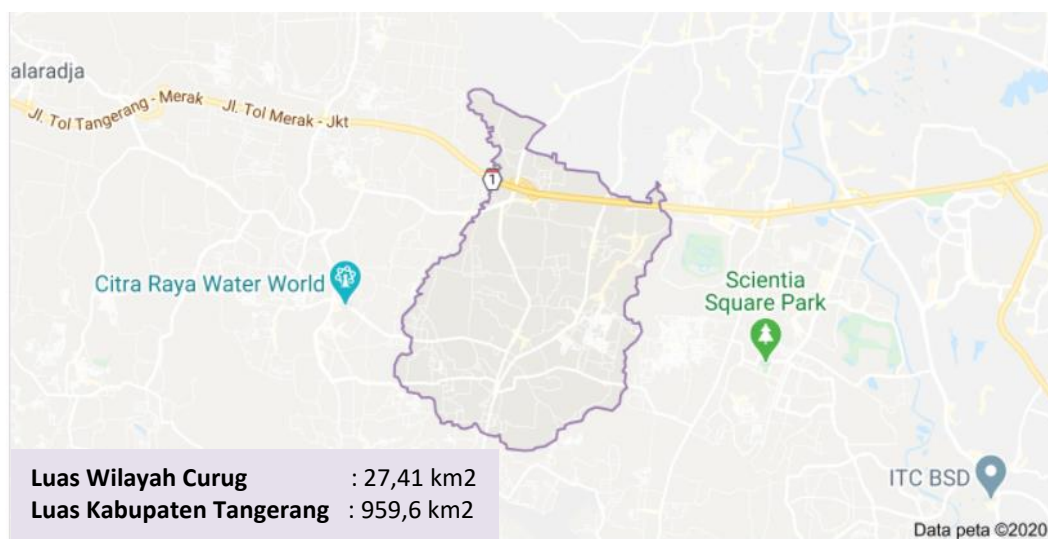 alaradja
Jl. Tol Tangerang - Merak
Jl. Tol Merak - Jkt
1
Citra Raya Water World
Scientia
Square Park
ITC BSD
Luas Wilayah Curug : 27,41 km2
Luas Kabupaten Tangerang : 959,6 km2
Data peta ©2020